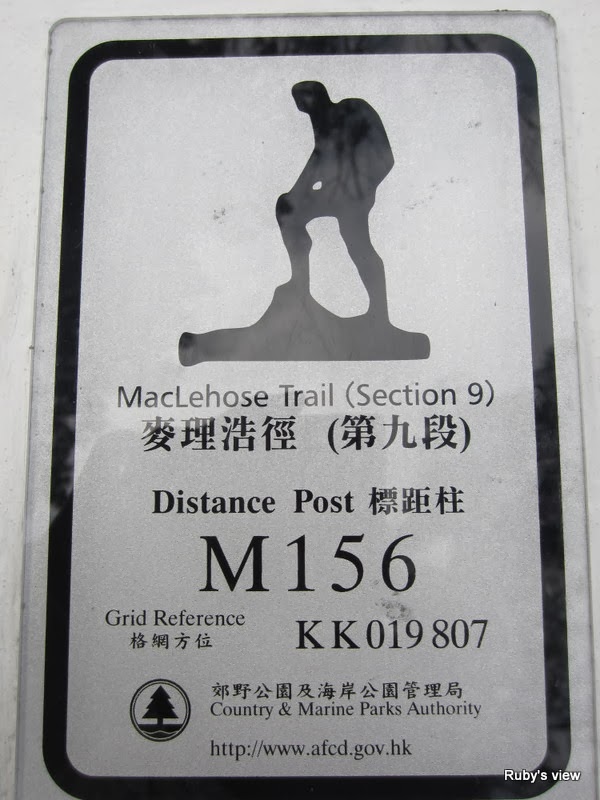 MacLehose Trail (Section 9)
麥理浩徑 (第九段)
Distance Post 標距柱
M156
Grid Reference
格網方位
KK019807
郊野公園及海岸公園管理局
Country & Marine Parks Authority
http://www.afcd.gov.hk
Ruby's view